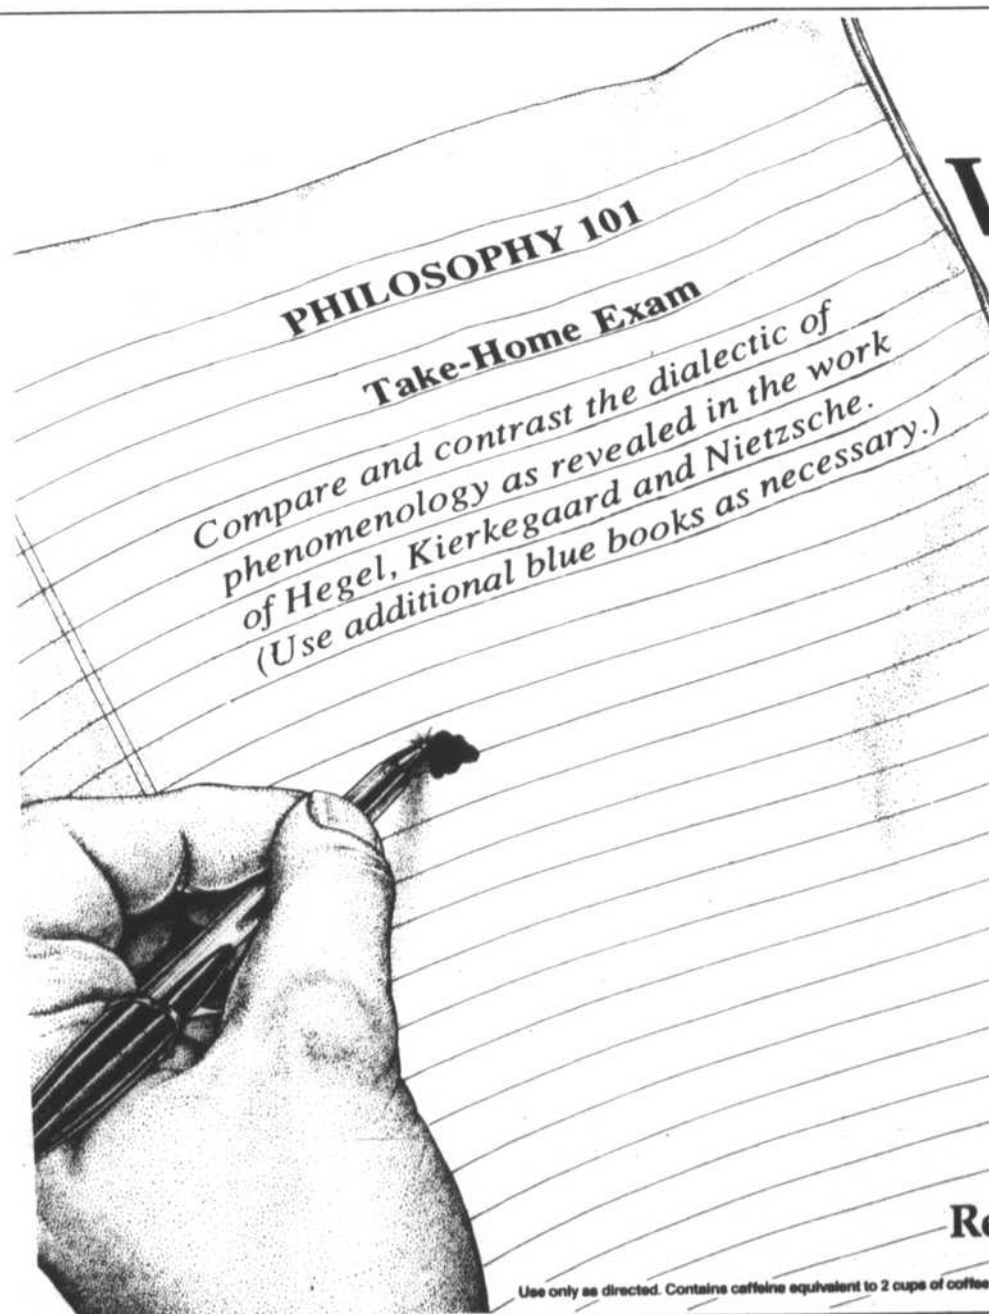 PHILOSOPHY 101
Take-Home Exam
Compare and contrast the dialectic of
phenomenology as revealed in the work
of Hegel, Kierkegaard and Nietzsche.
(Use additional blue books as necessary.)
Use only as directed. Contains caffeine equivalent to 2 cups of coffee